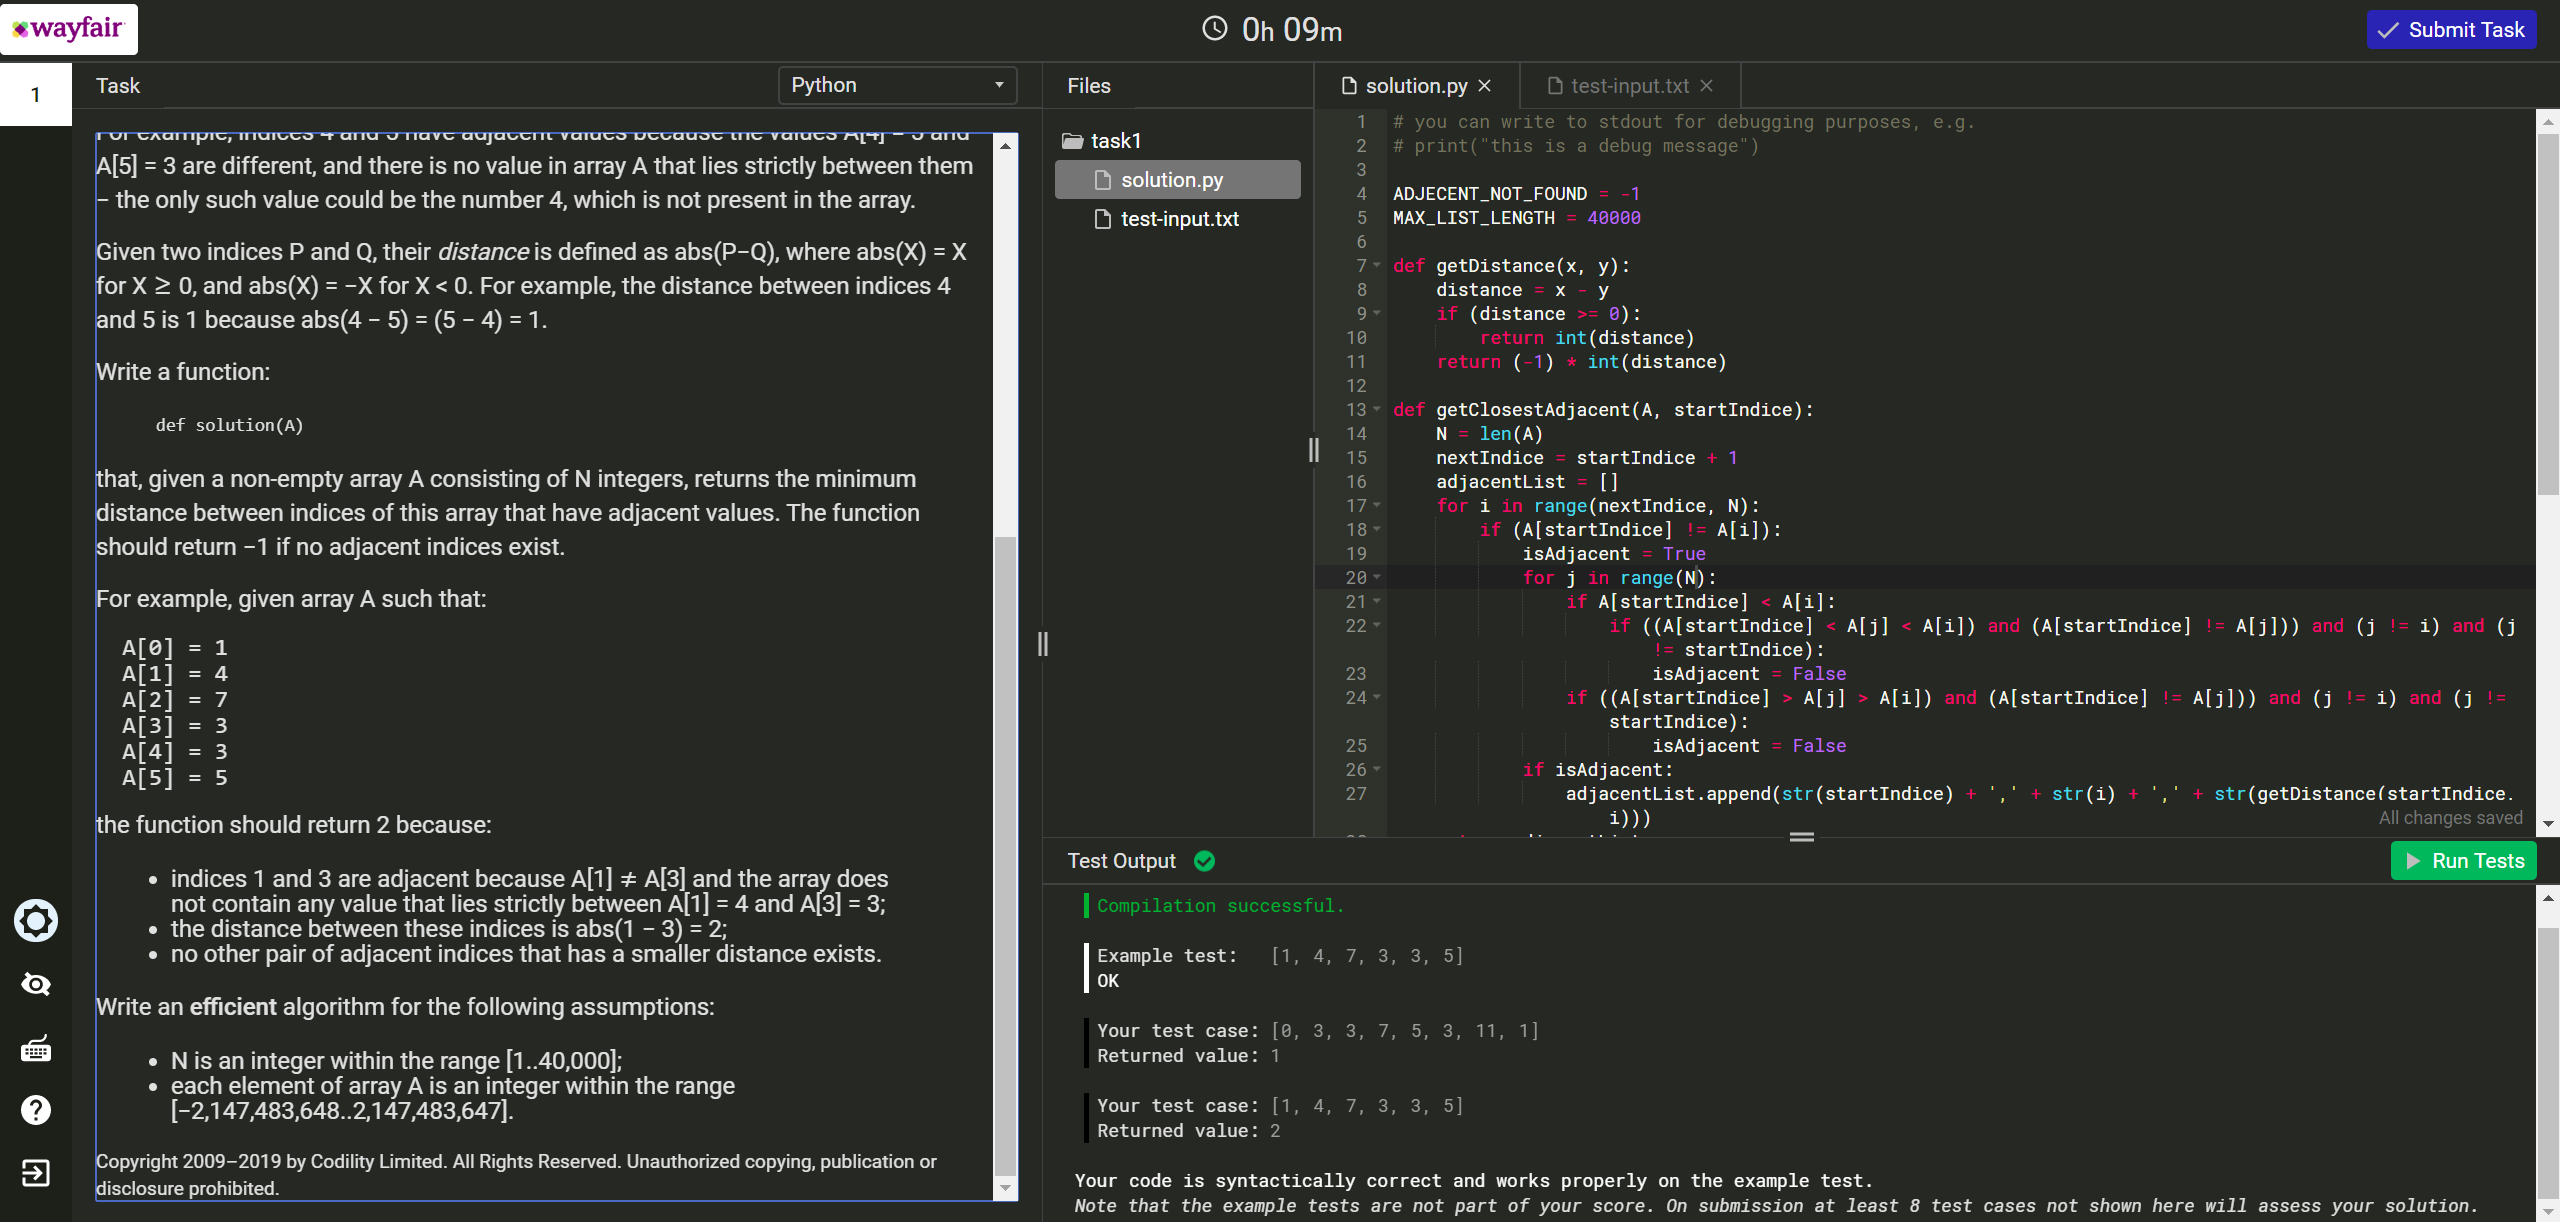 wayfair
0h 09m
Submit Task
1
Task
Python
Files
solution.py
test-input.txt
For example, indices 4 and 5 have adjacent values because the values A[4] = 5 and
A[5] = 3 are different, and there is no value in array A that lies strictly between them
– the only such value could be the number 4, which is not present in the array.
Given two indices P and Q, their distance is defined as abs(P−Q), where abs(X) = X
for X ≥ 0, and abs(X) = −X for X < 0. For example, the distance between indices 4
and 5 is 1 because abs(4 − 5) = (5 − 4) = 1.
Write a function:
def solution(A)
that, given a non-empty array A consisting of N integers, returns the minimum
distance between indices of this array that have adjacent values. The function
should return −1 if no adjacent indices exist.
For example, given array A such that:
A[0] = 1
A[1] = 4
A[2] = 7
A[3] = 3
A[4] = 3
A[5] = 5
the function should return 2 because:
• indices 1 and 3 are adjacent because A[1] ≠ A[3] and the array does
not contain any value that lies strictly between A[1] = 4 and A[3] = 3;
• the distance between these indices is abs(1 − 3) = 2;
• no other pair of adjacent indices that has a smaller distance exists.
Write an efficient algorithm for the following assumptions:
• N is an integer within the range [1..40,000];
• each element of array A is an integer within the range
[−2,147,483,648..2,147,483,647].
Copyright 2009–2019 by Codility Limited. All Rights Reserved. Unauthorized copying, publication or
disclosure prohibited.
task1
solution.py
test-input.txt
1 # you can write to stdout for debugging purposes, e.g.
2 # print("this is a debug message")
3
4 ADJECENT_NOT_FOUND = -1
5 MAX_LIST_LENGTH = 40000
6
7 def getDistance(x, y):
8 distance = x - y
9 if (distance >= 0):
10 return int(distance)
11 return (-1) * int(distance)
12
13 def getClosestAdjacent(A, startIndice):
14 N = len(A)
15 nextIndice = startIndice + 1
16 adjacentList = []
17 for i in range(nextIndice, N):
18 if (A[startIndice] != A[i]):
19 isAdjacent = True
20 for j in range(N):
21 if A[startIndice] < A[i]:
22 if ((A[startIndice] < A[j] < A[i]) and (A[startIndice] != A[j])) and (j != i) and (j
!= startIndice):
23 isAdjacent = False
24 if ((A[startIndice] > A[j] > A[i]) and (A[startIndice] != A[j])) and (j != i) and (j !=
startIndice):
25 isAdjacent = False
26 if isAdjacent:
27 adjacentList.append(str(startIndice) + ',' + str(i) + ',' + str(getDistance(startIndice,
i)))
All changes saved
Test Output
Run Tests
Compilation successful.
Example test: [1, 4, 7, 3, 3, 5]
OK
Your test case: [0, 3, 3, 7, 5, 3, 11, 1]
Returned value: 1
Your test case: [1, 4, 7, 3, 3, 5]
Returned value: 2
Your code is syntactically correct and works properly on the example test.
Note that the example tests are not part of your score. On submission at least 8 test cases not shown here will assess your solution.